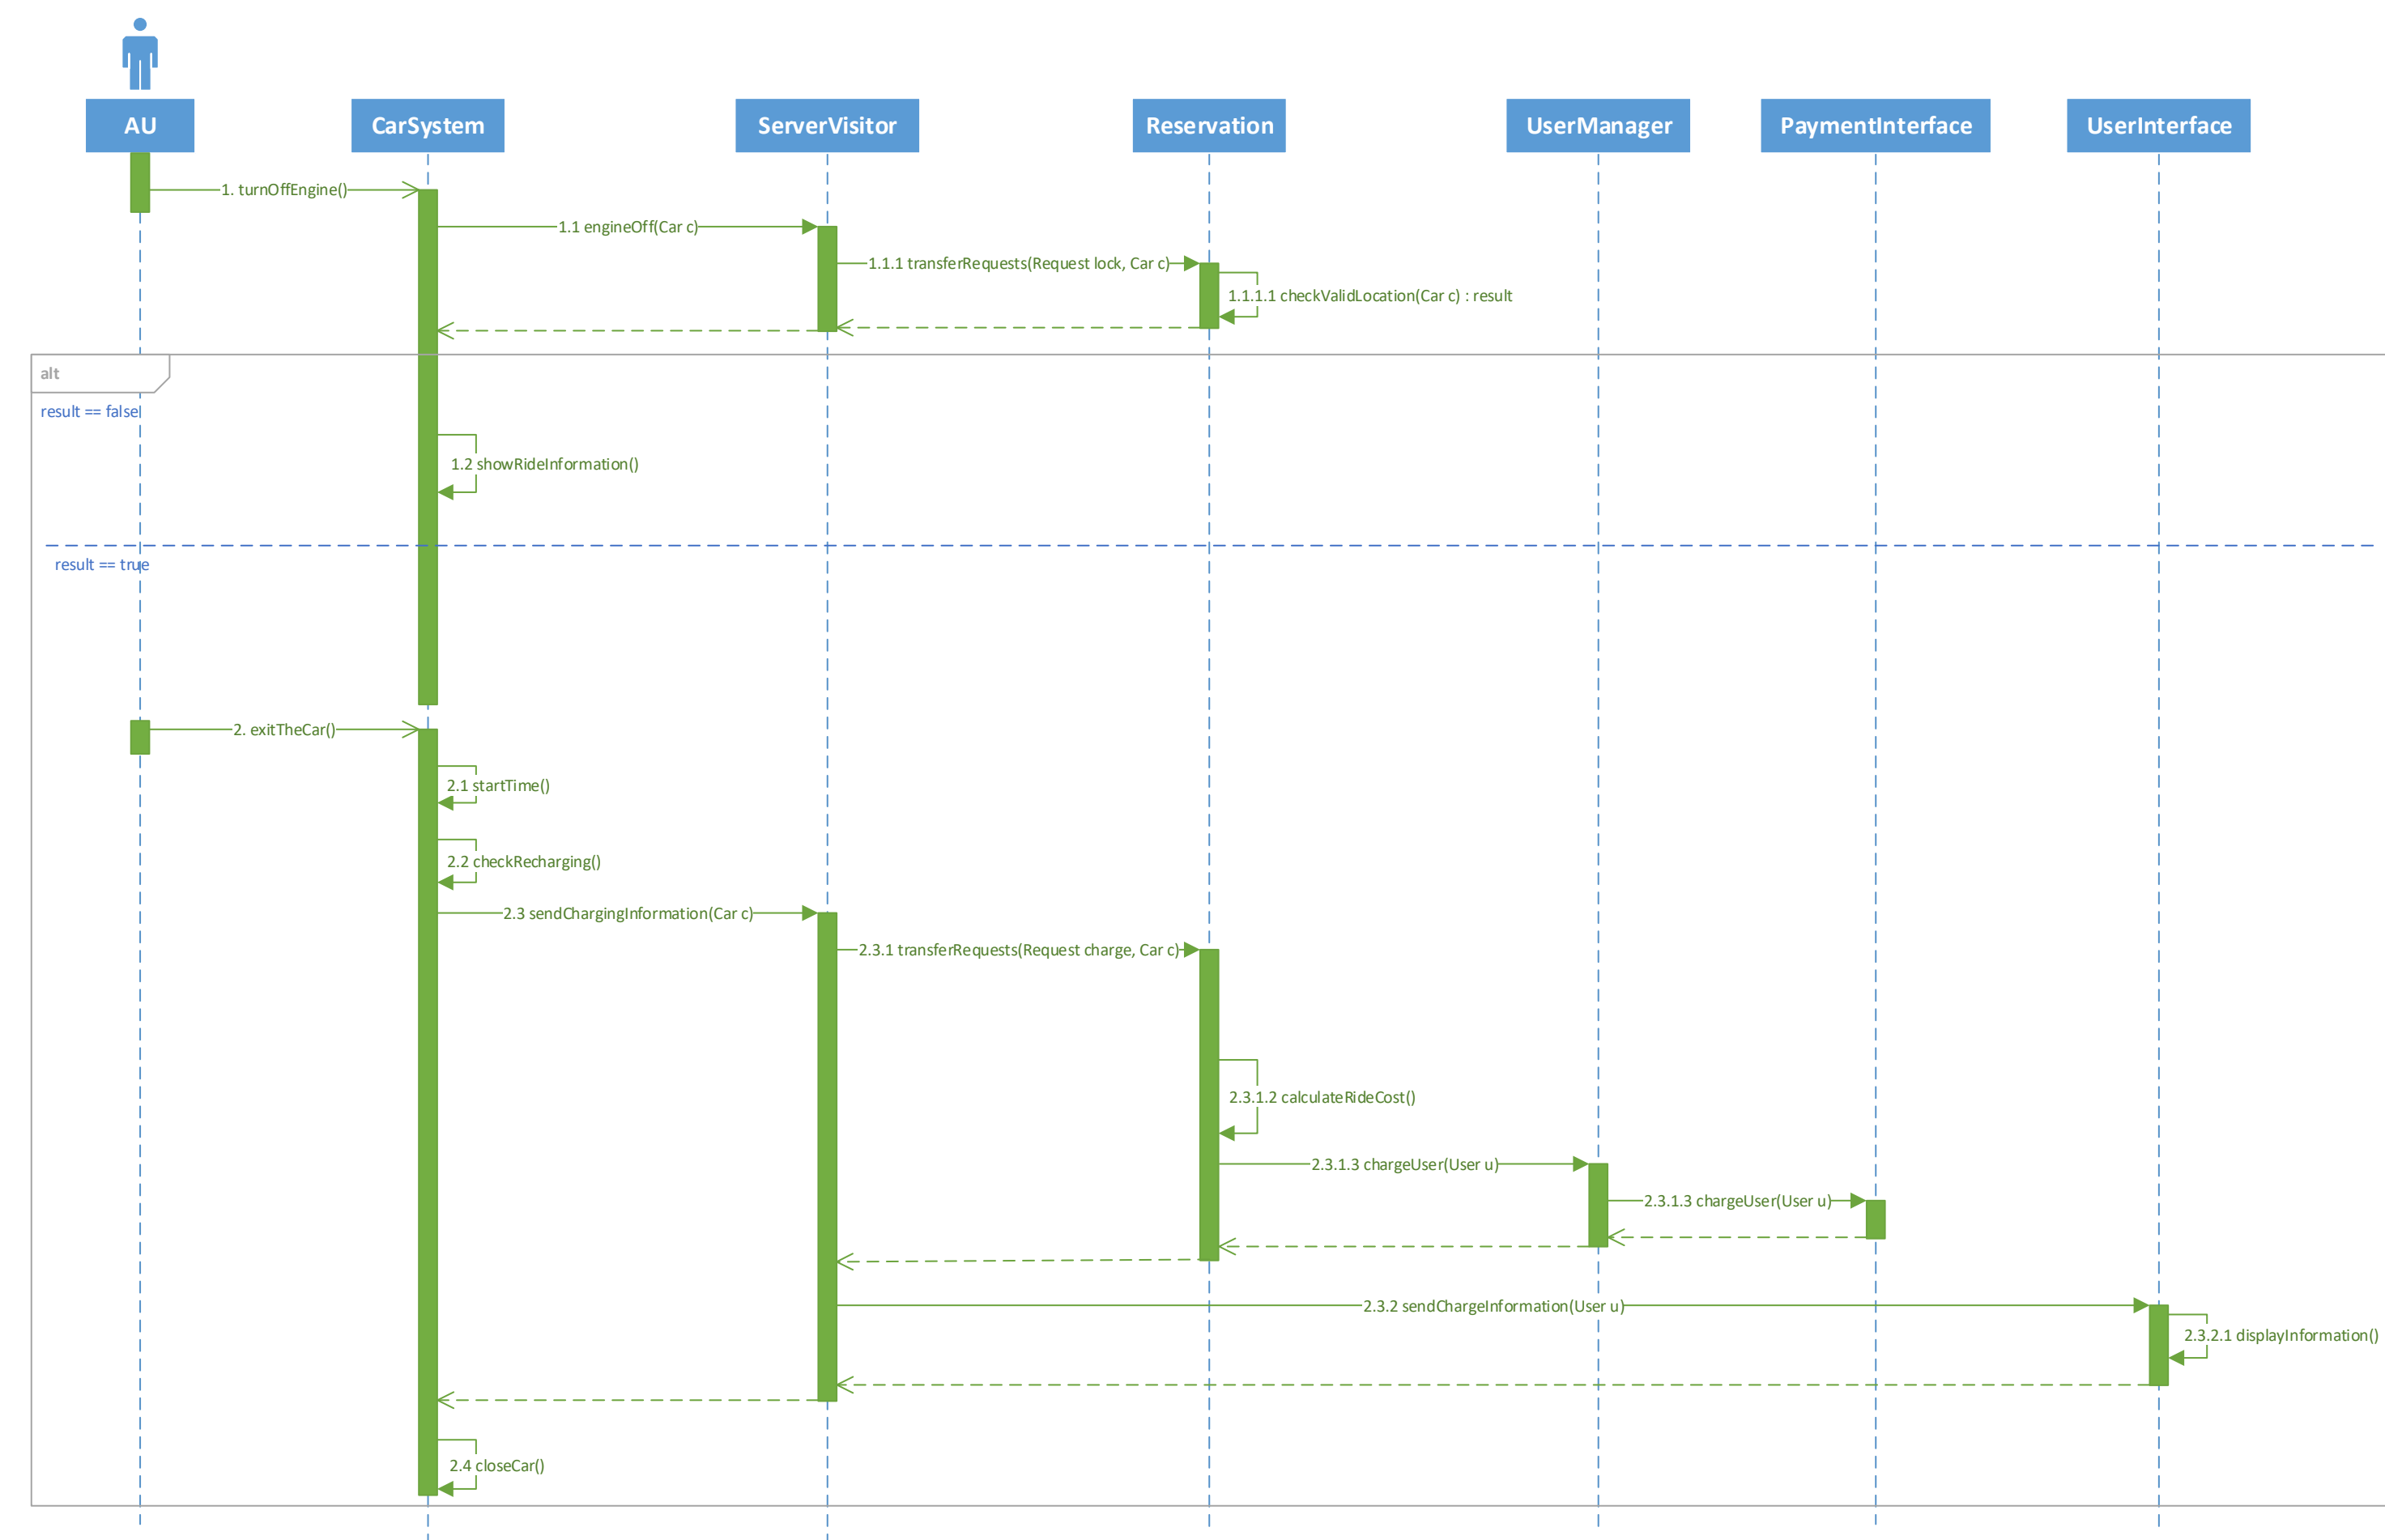 AU
CarSystem
ServerVisitor
Reservation
UserManager
PaymentInterface
UserInterface
1. turnOffEngine()
1.1 engineOff(Car c)
1.1.1 transferRequests(Request lock, Car c)
1.1.1.1 checkValidLocation(Car c) : result
alt
result == false
1.2 showRideInformation()
result == true
2. exitTheCar()
2.1 startTime()
2.2 checkRecharging()
2.3 sendChargingInformation(Car c)
2.3.1 transferRequests(Request charge, Car c)
2.3.1.2 calculateRideCost()
2.3.1.3 chargeUser(User u)
2.3.1.3 chargeUser(User u)
2.3.2 sendChargeInformation(User u)
2.3.2.1 displayInformation()
2.4 closeCar()